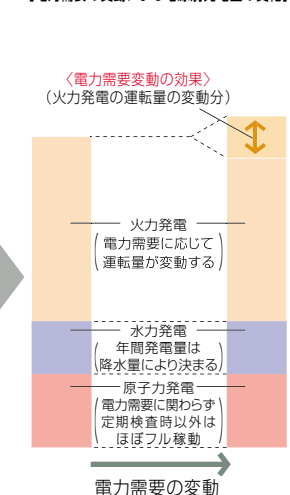 〈電力需要変動の効果〉
（火力発電の運転量の変動分）
火力発電
（電力需要に応じて
運転量が変動する）
水力発電
（年間発電量は
降水量により決まる）
原子力発電
（電力需要に関わらず
定期検査時以外は
ほぼフル稼動）
電力需要の変動